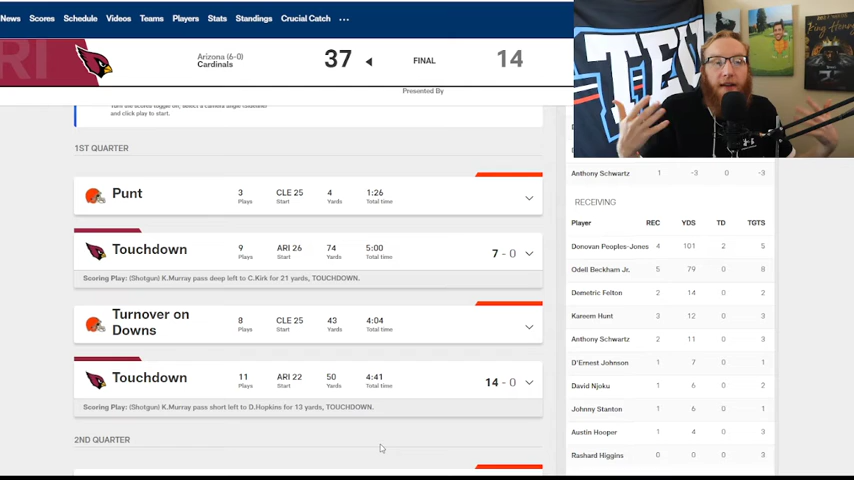 News Scores Schedule Videos Teams Players Stats Standings Crucial Catch ...
Arizona (6-0)
Cardinals
37
FINAL
14
Presented By
and click play to start.
1ST QUARTER
Punt
3 CLE 25 4 1:26
Plays Start Yards Total time
Touchdown
9 ARI 26 74 5:00
Plays Start Yards Total time
7 - 0
Scoring Play: (Shotgun) K.Murray pass deep left to C.Kirk for 21 yards, TOUCHDOWN.
Turnover on
Downs
8 CLE 25 43 4:04
Plays Start Yards Total time
Touchdown
11 ARI 22 50 4:41
Plays Start Yards Total time
14 - 0
Scoring Play: (Shotgun) K.Murray pass short left to D.Hopkins for 13 yards, TOUCHDOWN.
2ND QUARTER
Anthony Schwartz 1 -3 0 -3
RECEIVING
Player REC YDS TD TGTS
Donovan Peoples-Jones 4 101 2 5
Odell Beckham Jr. 5 79 0 8
Demetric Felton 2 14 0 2
Kareem Hunt 3 12 0 3
Anthony Schwartz 2 11 0 3
D'Ernest Johnson 1 7 0 1
David Njoku 1 6 0 2
Johnny Stanton 1 6 0 1
Austin Hooper 1 4 0 3
Rashard Higgins 0 0 0 3